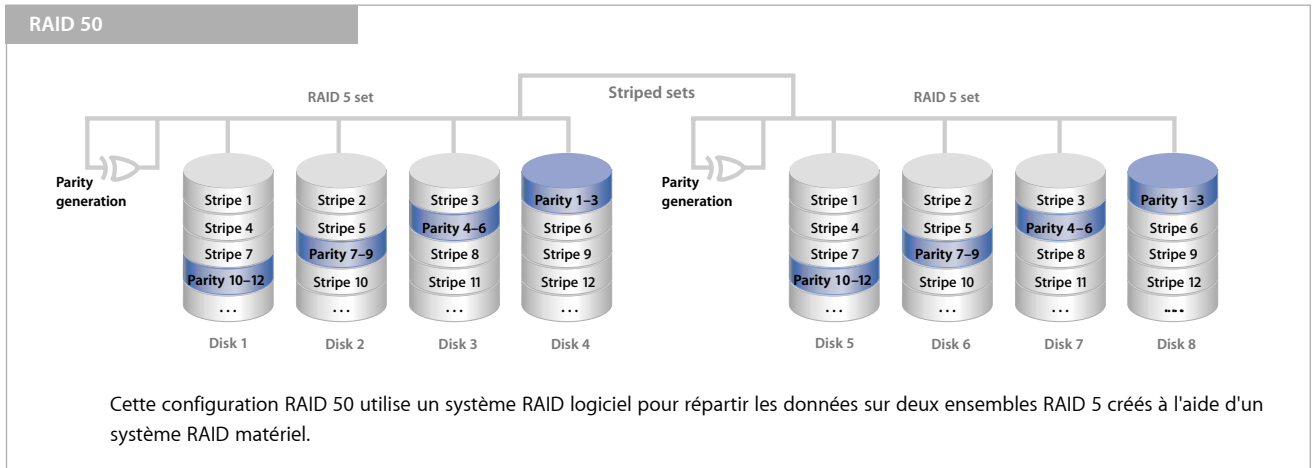 RAID 50
Striped sets
RAID 5 set
RAID 5 set
Parity
generation
Stripe 1
Stripe 4
Stripe 7
Parity 10–12
...
Disk 1
Stripe 2
Stripe 5
Parity 7–9
Stripe 10
...
Disk 2
Stripe 3
Parity 4–6
Stripe 8
Stripe 11
...
Disk 3
Parity 1–3
Stripe 6
Stripe 9
Stripe 12
...
Disk 4
Parity
generation
Stripe 1
Stripe 4
Stripe 7
Parity 10–12
...
Disk 5
Stripe 2
Stripe 5
Parity 7–9
Stripe 10
...
Disk 6
Stripe 3
Parity 4–6
Stripe 8
Stripe 11
...
Disk 7
Parity 1–3
Stripe 6
Stripe 9
Stripe 12
....
Disk 8
Cette configuration RAID 50 utilise un système RAID logiciel pour répartir les données sur deux ensembles RAID 5 créés à l'aide d'un
système RAID matériel.